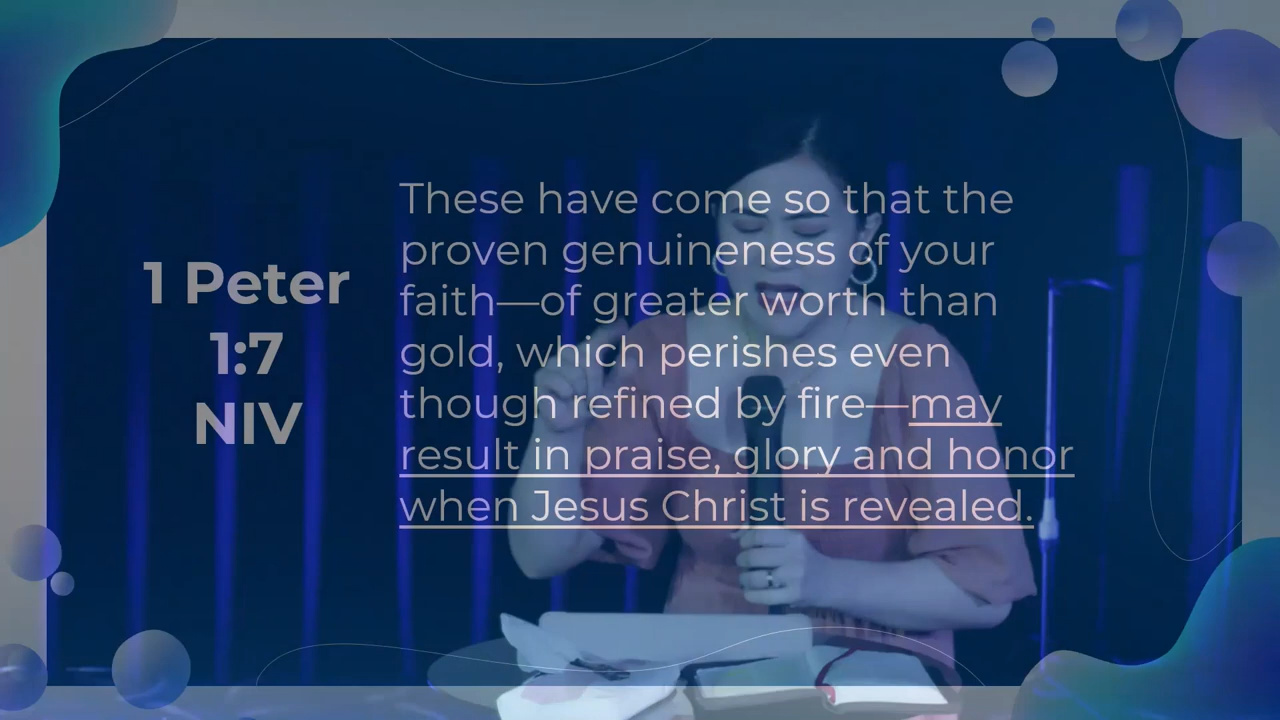 1 Peter
1:7
NIV
These have come so that the
proven genuineness of your
faith—of greater worth than
gold, which perishes even
though refined by fire—may
result in praise, glory and honor
when Jesus Christ is revealed.